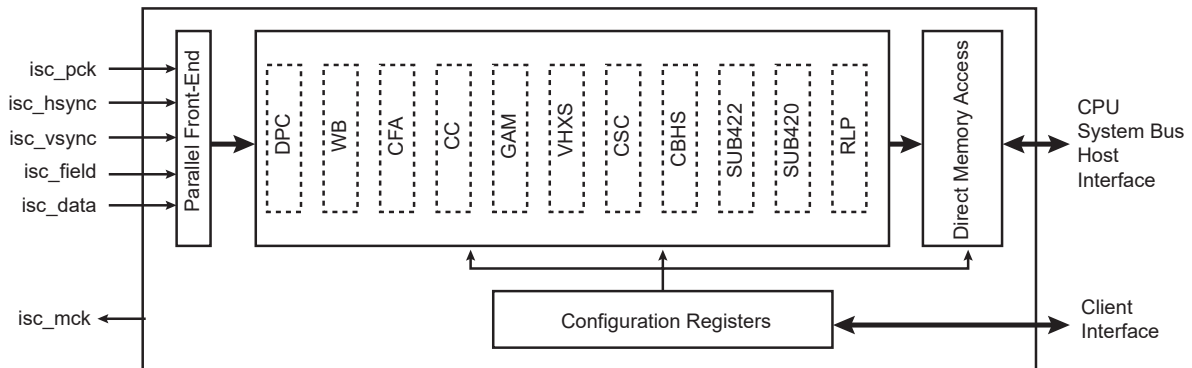 isc_pck
isc_hsync
isc_vsync
isc_field
isc_data
isc_mck
Parallel Front-End
DPC
WB
CFA
CC
GAM
VHXS
CSC
CBHS
SUB422
SUB420
RLP
Direct Memory Access
CPU
System Bus
Host
Interface
Configuration Registers
Client
Interface